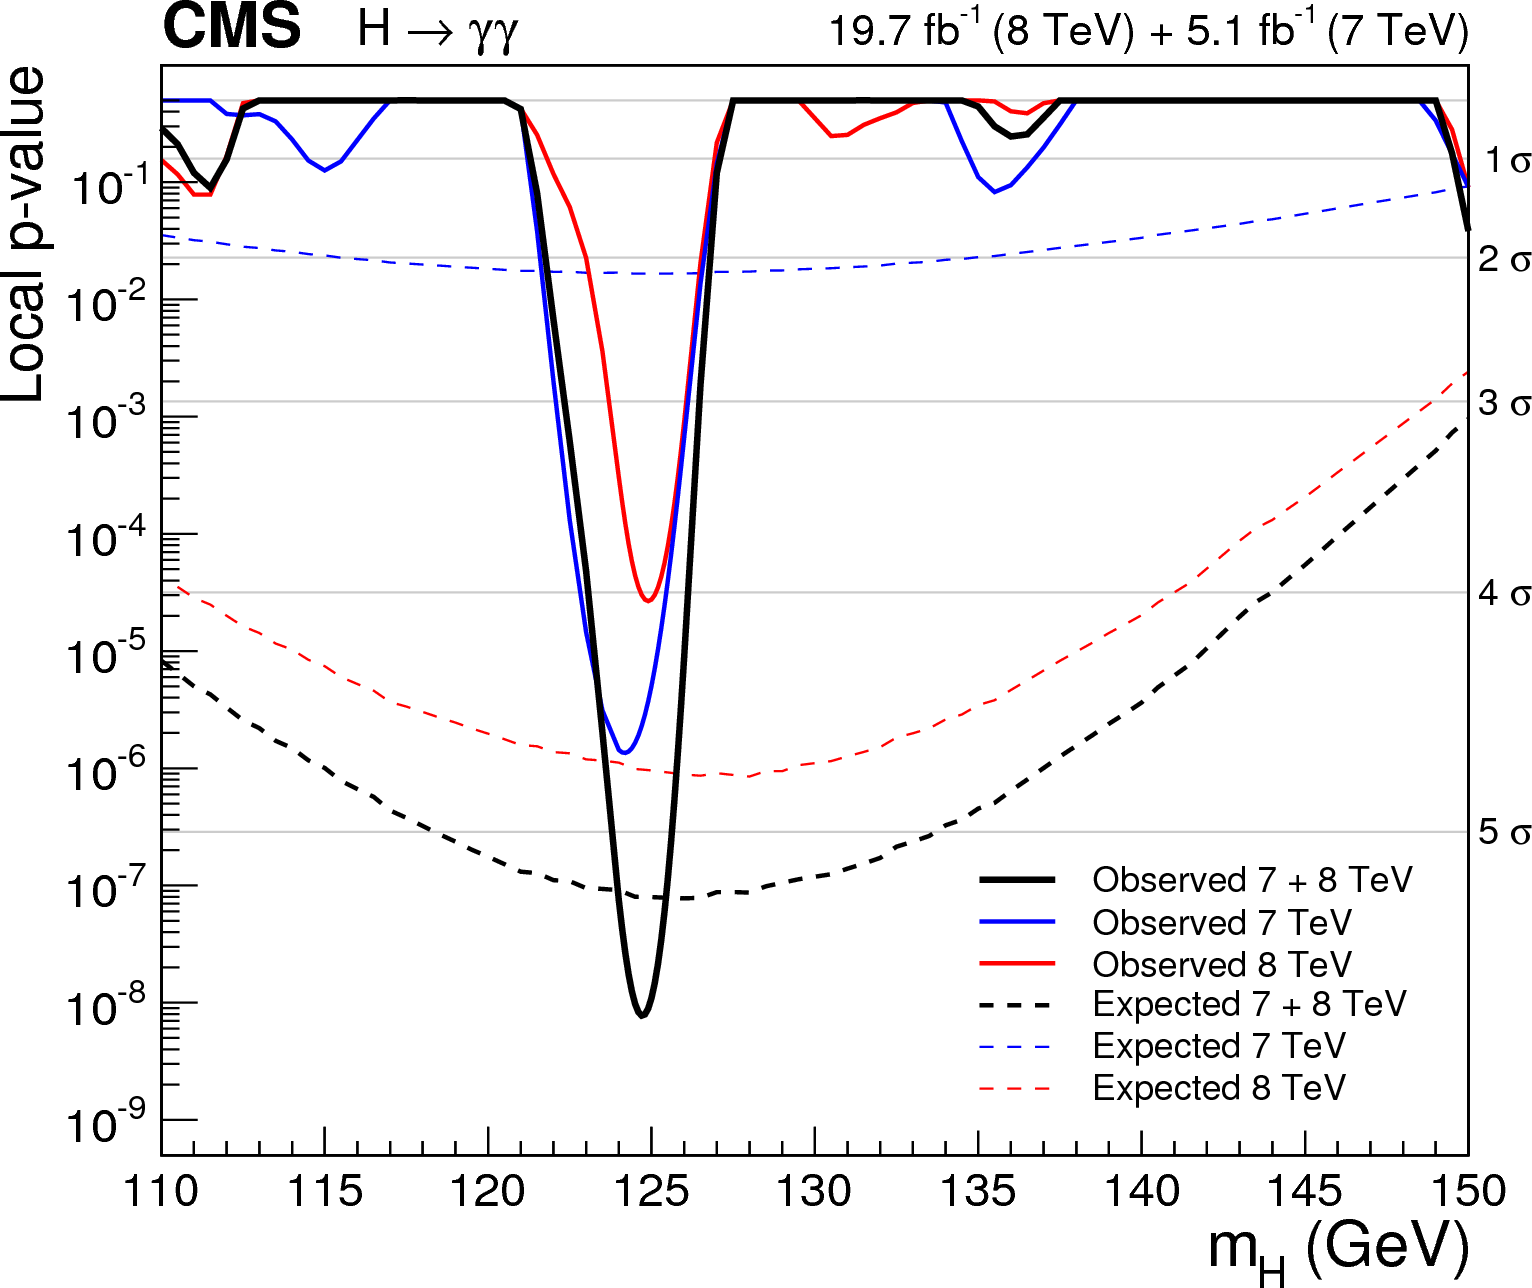 CMS H → γγ 19.7 fb⁻¹ (8 TeV) + 5.1 fb⁻¹ (7 TeV)
Local p-value
10⁻¹
10⁻²
10⁻³
10⁻⁴
10⁻⁵
10⁻⁶
10⁻⁷
10⁻⁸
10⁻⁹
1 σ
2 σ
3 σ
4 σ
5 σ
Observed 7 + 8 TeV
Observed 7 TeV
Observed 8 TeV
Expected 7 + 8 TeV
Expected 7 TeV
Expected 8 TeV
110 115 120 125 130 135 140 145 150
m_H (GeV)